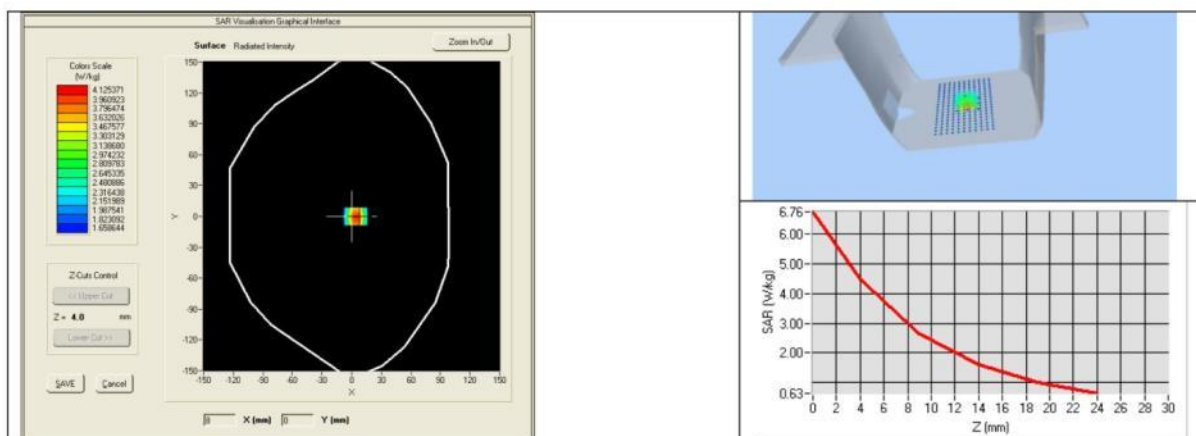 SAR Visualisation Graphical Interface
Surface Radiated Intensity
Zoom In/Out
Colors Scale
(W/kg)
4.125371
3.960923
3.796474
3.632026
3.467577
3.303129
3.138680
2.974232
2.809783
2.645335
2.480886
2.316438
2.151989
1.987541
1.823092
1.658644
Z-Cuts Control
<< Upper Cut
Z = 4.0 mm
Lower Cut >>
SAVE Cancel
150
120
90
60
30
0
-30
-60
-90
-120
-150
Y
-150 -120 -90 -60 -30 0 30 60 90 120 150
X
X (mm) 0 Y (mm)
6.76
6.00
5.00
4.00
3.00
2.00
0.63
SAR (W/kg)
0 2 4 6 8 10 12 14 16 18 20 22 24 26 28 30
Z (mm)